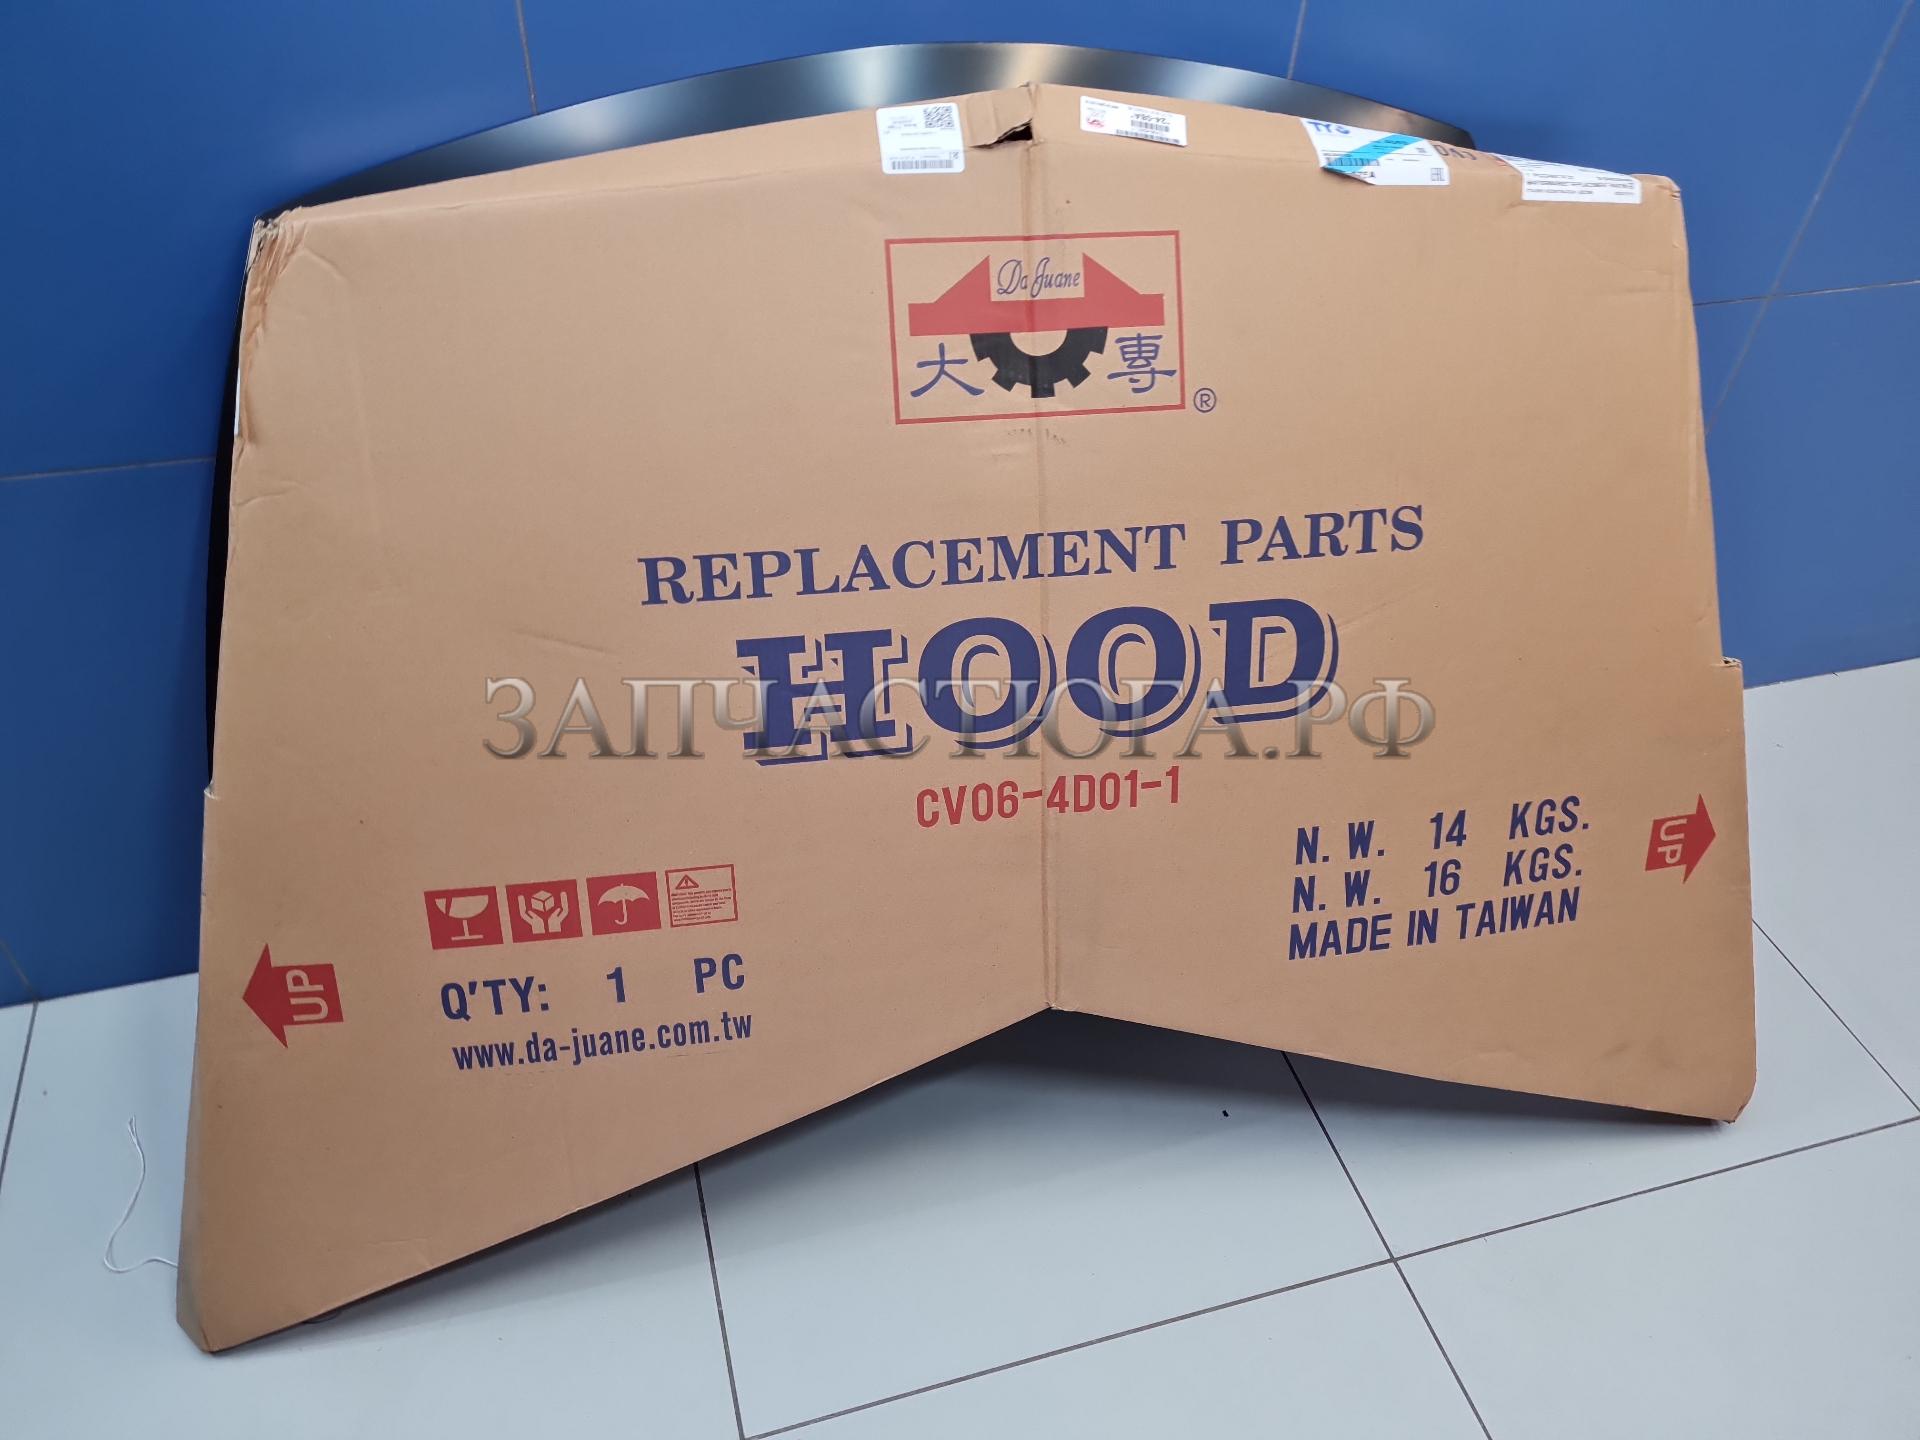 TYG
Da Juane
大 專
®
REPLACEMENT PARTS
HOOD
ЗАПЧАСТЮГА.РФ
CV06-4D01-1
N. W. 14 KGS.
N. W. 16 KGS.
MADE IN TAIWAN
UP
UP
Q'TY: 1 PC
www.da-juane.com.tw